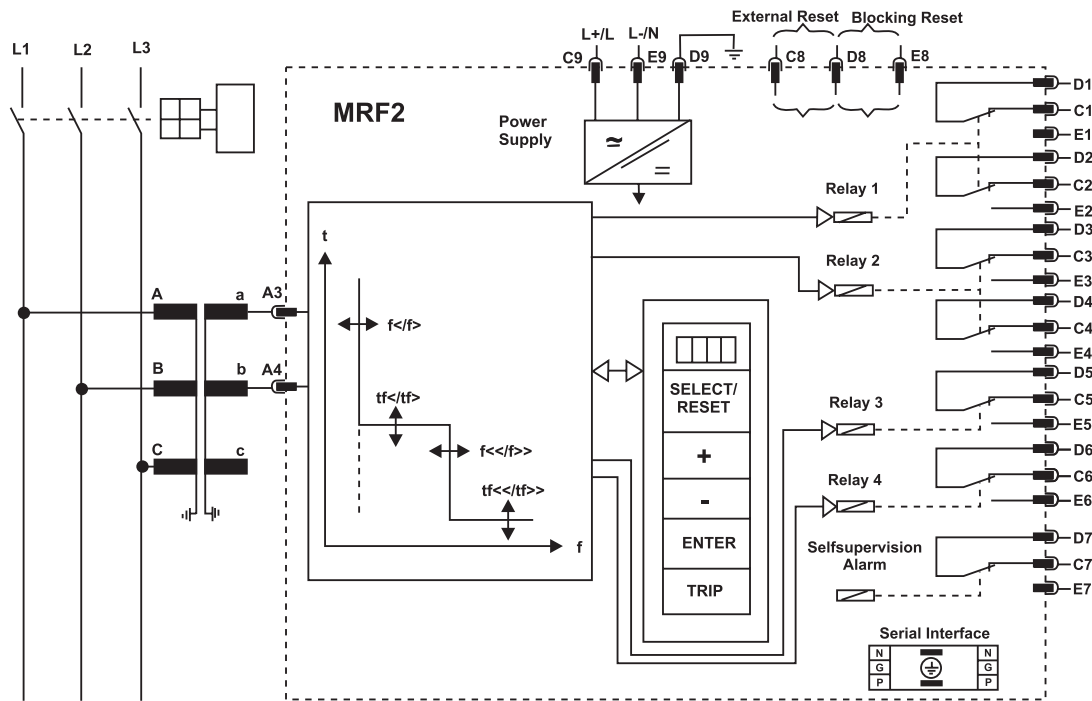 L1
L2
L3
MRF2
L+/L
L-/N
C9
E9
D9
External Reset
Blocking Reset
C8
D8
E8
Power
Supply
≃
=
A
a
A3
B
b
A4
C
c
t
f</f>
tf</tf>
f<</f>>
tf<</tf>>
f
SELECT/
RESET
+
-
ENTER
TRIP
Relay 1
Relay 2
Relay 3
Relay 4
Selfsupervision
Alarm
D1
C1
E1
D2
C2
E2
D3
C3
E3
D4
C4
E4
D5
C5
E5
D6
C6
E6
D7
C7
E7
Serial Interface
N
G
P
N
G
P